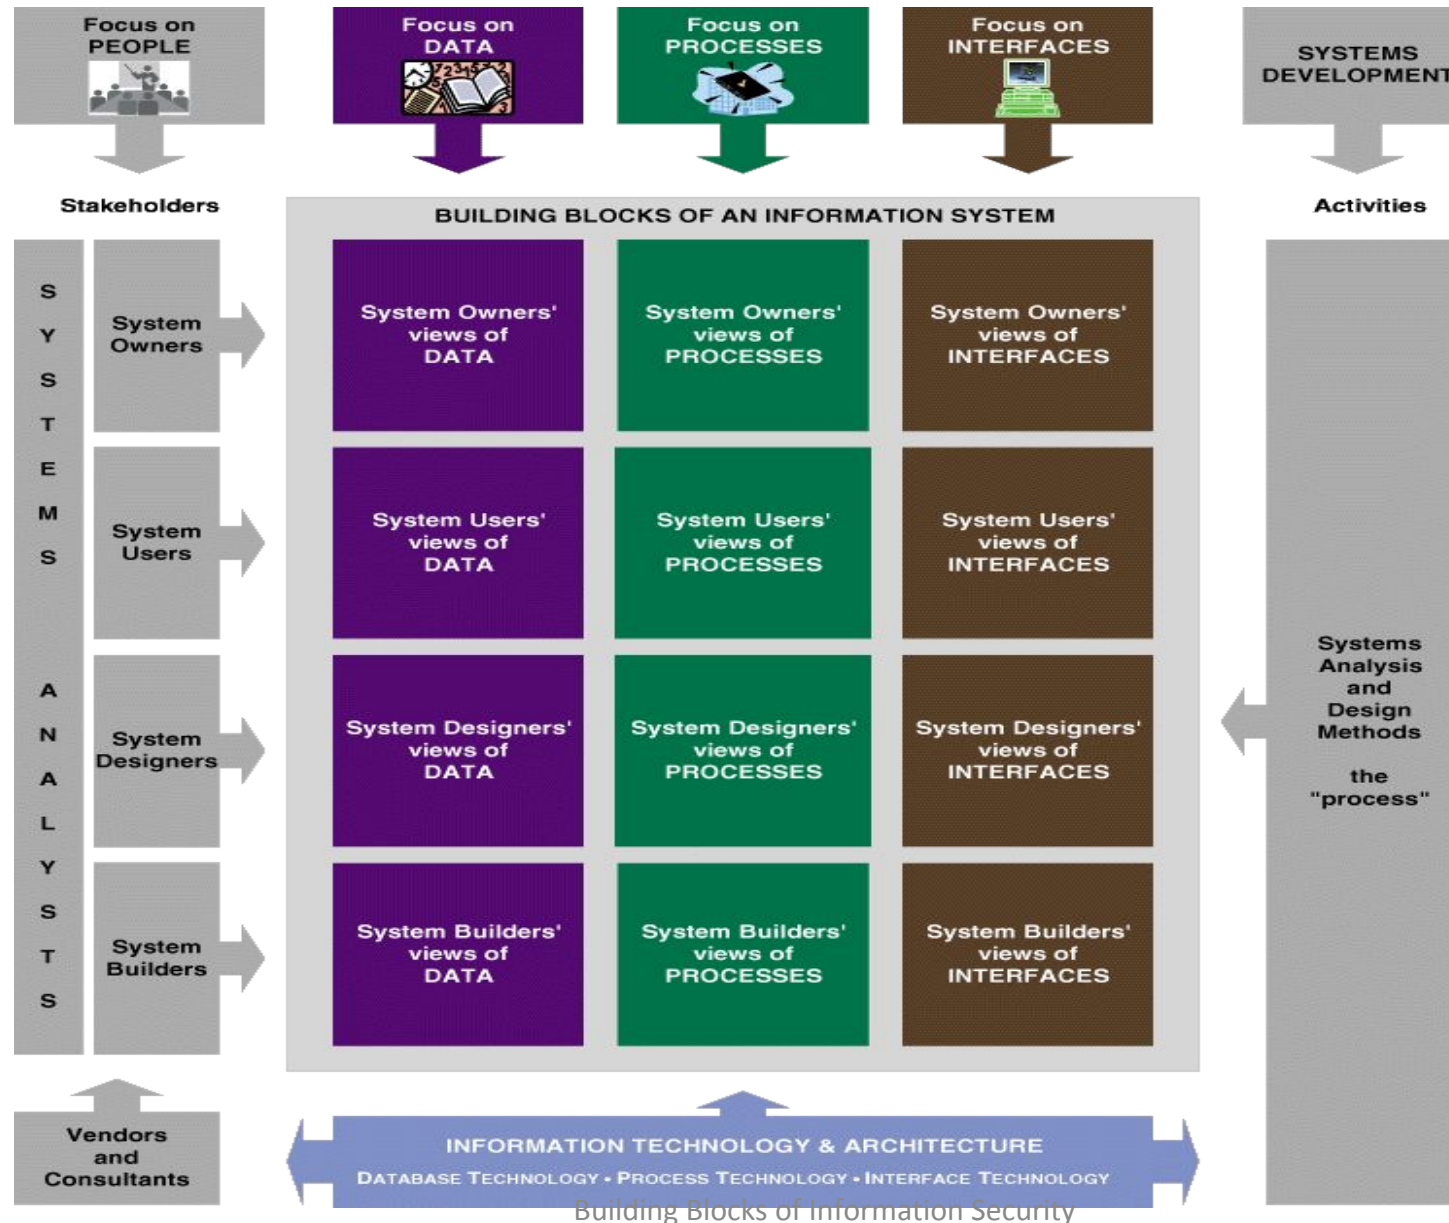 Focus on
PEOPLE
Focus on
DATA
Focus on
PROCESSES
Focus on
INTERFACES
SYSTEMS
DEVELOPMENT
Stakeholders
BUILDING BLOCKS OF AN INFORMATION SYSTEM
Activities
SYSTEMS ANALYSTS
System
Owners
System Owners'
views of
DATA
System Owners'
views of
PROCESSES
System Owners'
views of
INTERFACES
System
Users
System Users'
views of
DATA
System Users'
views of
PROCESSES
System Users'
views of
INTERFACES
System
Designers
System Designers'
views of
DATA
System Designers'
views of
PROCESSES
System Designers'
views of
INTERFACES
System
Builders
System Builders'
views of
DATA
System Builders'
views of
PROCESSES
System Builders'
views of
INTERFACES
Systems
Analysis
and
Design
Methods
the
"process"
Vendors
and
Consultants
INFORMATION TECHNOLOGY & ARCHITECTURE
DATABASE TECHNOLOGY • PROCESS TECHNOLOGY • INTERFACE TECHNOLOGY
Building Blocks of Information Security